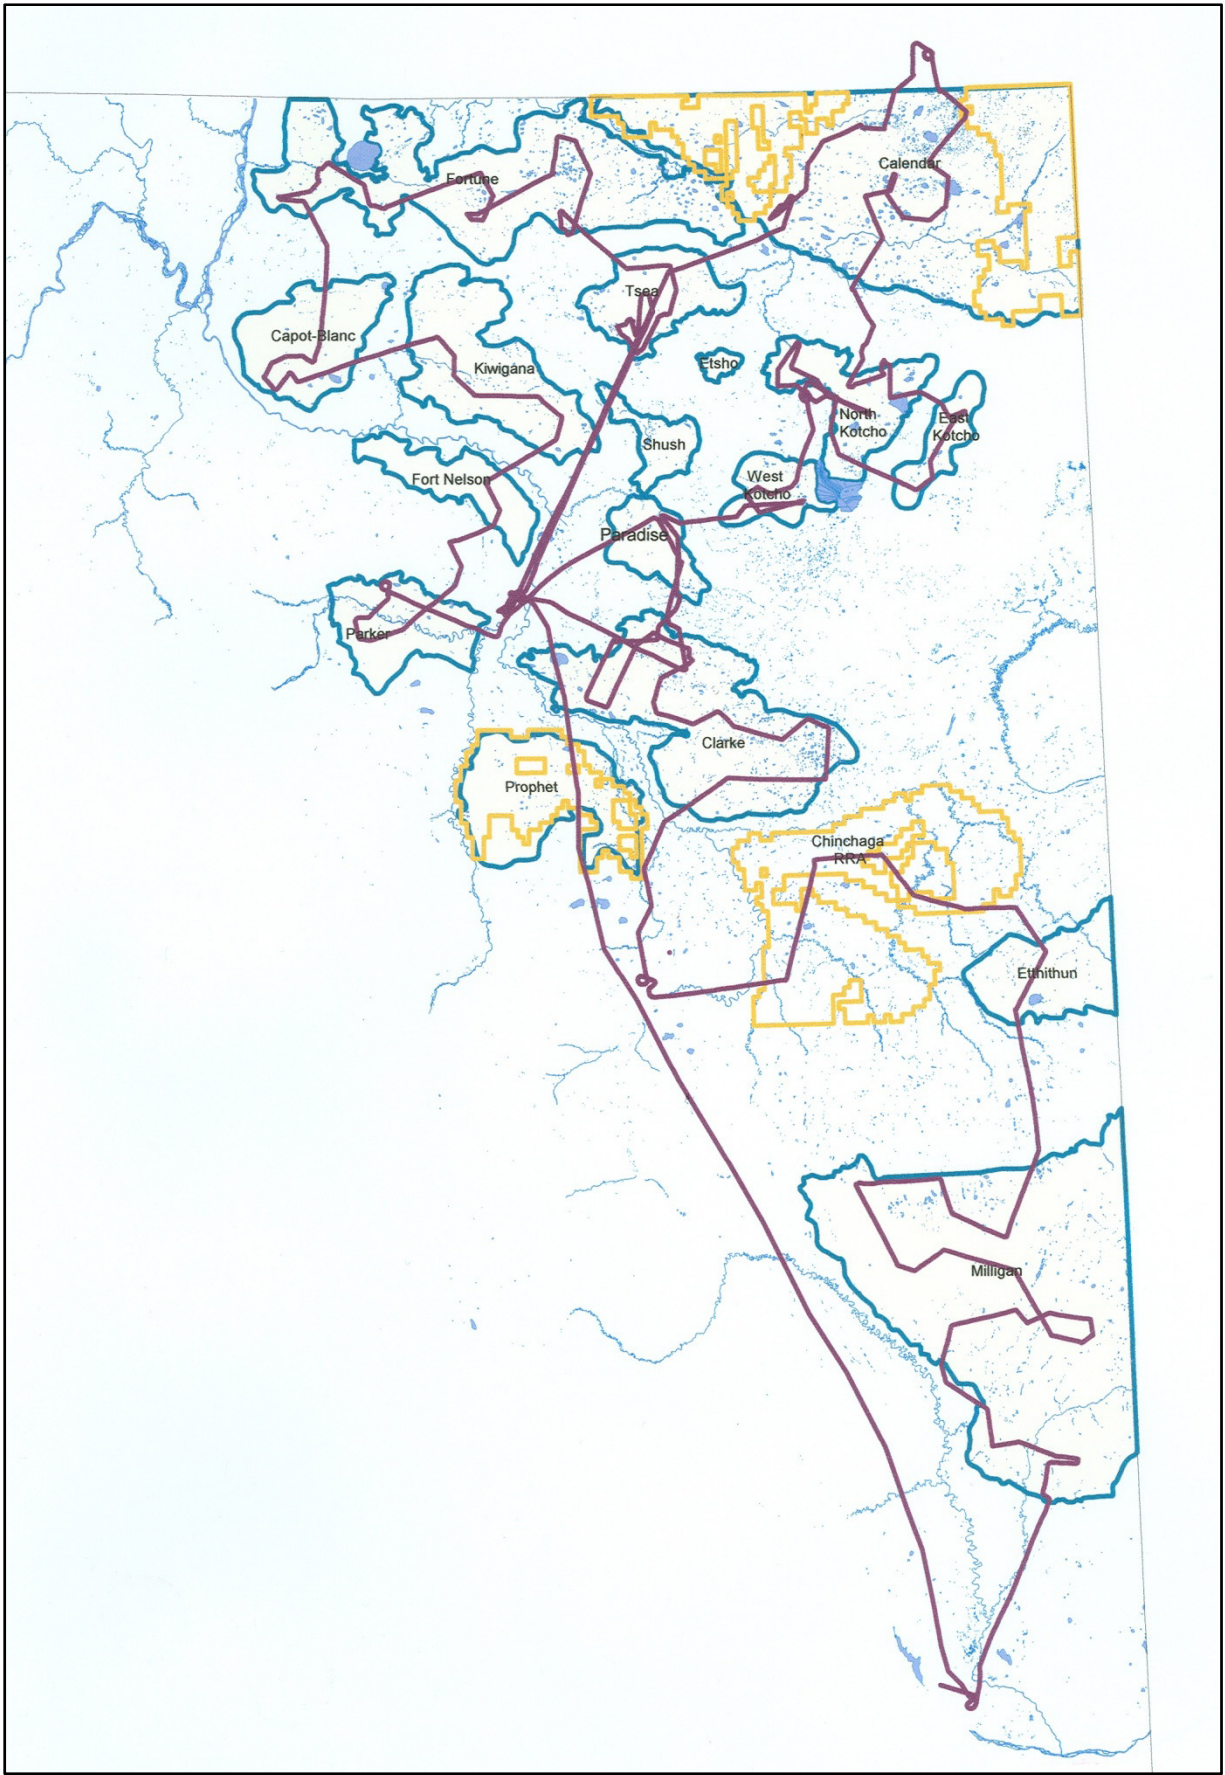 Calendar
Fortune
Tsea
Capot-Blanc
Etsho
Kiwigana
North
Kotcho
East
Kotcho
Shush
Fort Nelson
West
Kotcho
Paradise
Parker
Clarke
Prophet
Chinchaga
RRA
Etthithun
Milligan